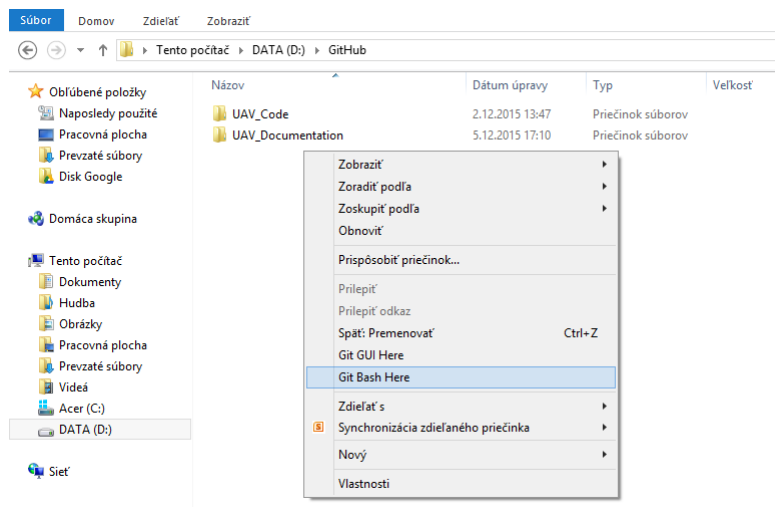 Súbor Domov Zdieľať Zobraziť
Tento počítač DATA (D:) GitHub
Obľúbené položky
Naposledy použité
Pracovná plocha
Prevzaté súbory
Disk Google
Domáca skupina
Tento počítač
Dokumenty
Hudba
Obrázky
Pracovná plocha
Prevzaté súbory
Videá
Acer (C:)
DATA (D:)
Sieť
Názov Dátum úpravy Typ Veľkosť
UAV_Code 2.12.2015 13:47 Priečinok súborov
UAV_Documentation 5.12.2015 17:10 Priečinok súborov
Zobraziť
Zoradiť podľa
Zoskupiť podľa
Obnoviť
Prispôsobiť priečinok...
Prilepiť
Prilepiť odkaz
Späť: Premenovať Ctrl+Z
Git GUI Here
Git Bash Here
Zdieľať s
S Synchronizácia zdieľaného priečinka
Nový
Vlastnosti